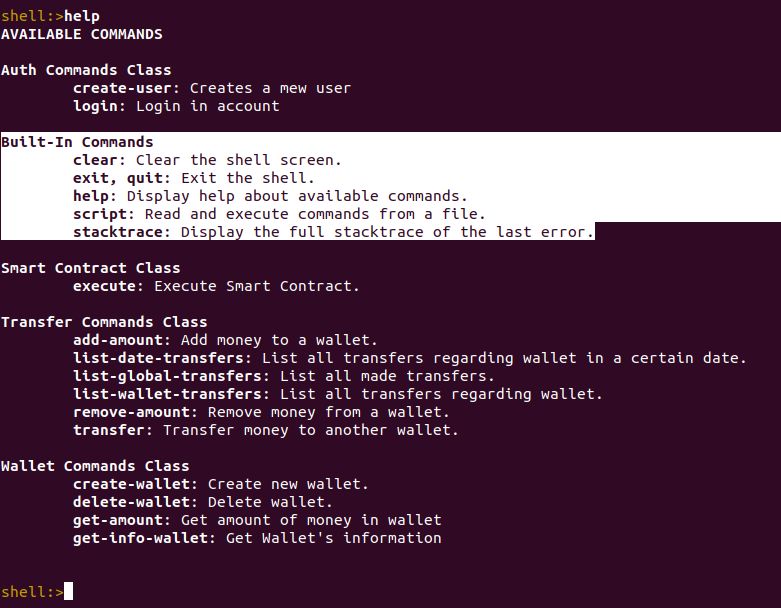 shell:>help
AVAILABLE COMMANDS
Auth Commands Class
create-user: Creates a mew user
login: Login in account
Built-In Commands
clear: Clear the shell screen.
exit, quit: Exit the shell.
help: Display help about available commands.
script: Read and execute commands from a file.
stacktrace: Display the full stacktrace of the last error.
Smart Contract Class
execute: Execute Smart Contract.
Transfer Commands Class
add-amount: Add money to a wallet.
list-date-transfers: List all transfers regarding wallet in a certain date.
list-global-transfers: List all made transfers.
list-wallet-transfers: List all transfers regarding wallet.
remove-amount: Remove money from a wallet.
transfer: Transfer money to another wallet.
Wallet Commands Class
create-wallet: Create new wallet.
delete-wallet: Delete wallet.
get-amount: Get amount of money in wallet
get-info-wallet: Get Wallet's information
shell:>